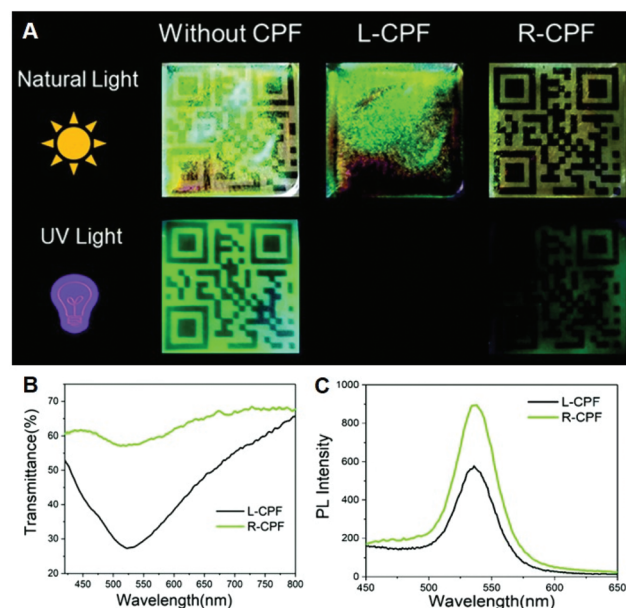 A
Without CPF L-CPF R-CPF
Natural Light
UV Light
B
Transmittance(%)
70
60
50
40
30
20
L-CPF
R-CPF
450 500 550 600 650 700 750 800
Wavelength(nm)
C
PL Intensity
1000
800
600
400
200
0
L-CPF
R-CPF
450 500 550 600 650
Wavelength(nm)